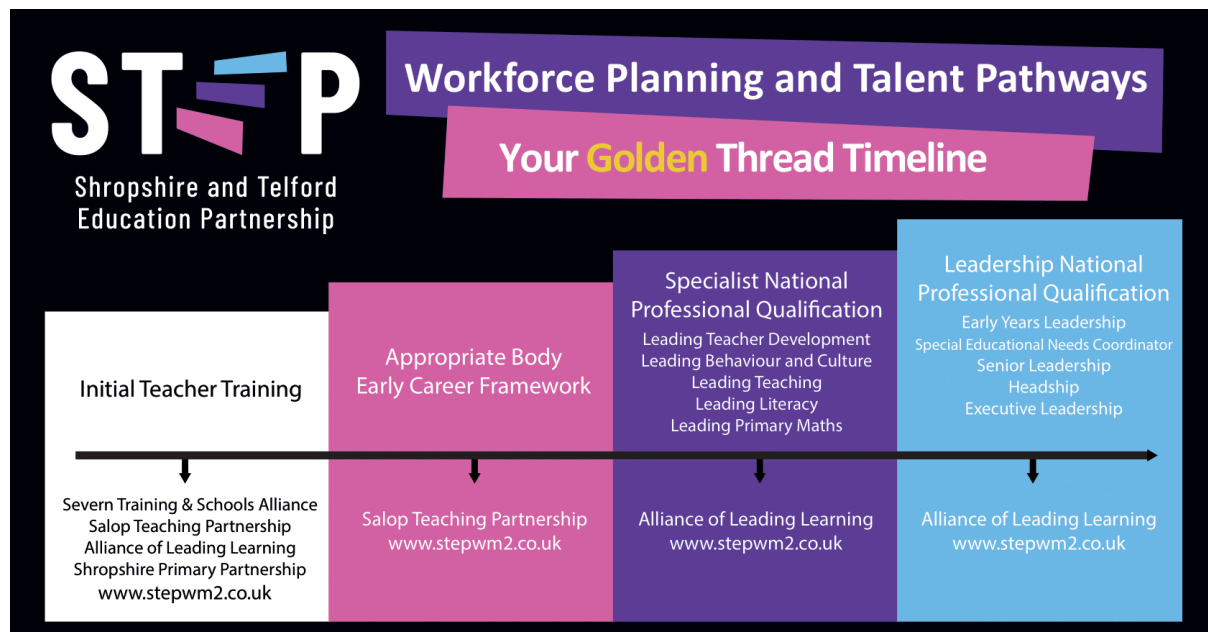 STEP
Shropshire and Telford
Education Partnership
Workforce Planning and Talent Pathways
Your Golden Thread Timeline
Initial Teacher Training
Severn Training & Schools Alliance
Salop Teaching Partnership
Alliance of Leading Learning
Shropshire Primary Partnership
www.stepwm2.co.uk
Appropriate Body
Early Career Framework
Salop Teaching Partnership
www.stepwm2.co.uk
Specialist National
Professional Qualification
Leading Teacher Development
Leading Behaviour and Culture
Leading Teaching
Leading Literacy
Leading Primary Maths
Alliance of Leading Learning
www.stepwm2.co.uk
Leadership National
Professional Qualification
Early Years Leadership
Special Educational Needs Coordinator
Senior Leadership
Headship
Executive Leadership
Alliance of Leading Learning
www.stepwm2.co.uk